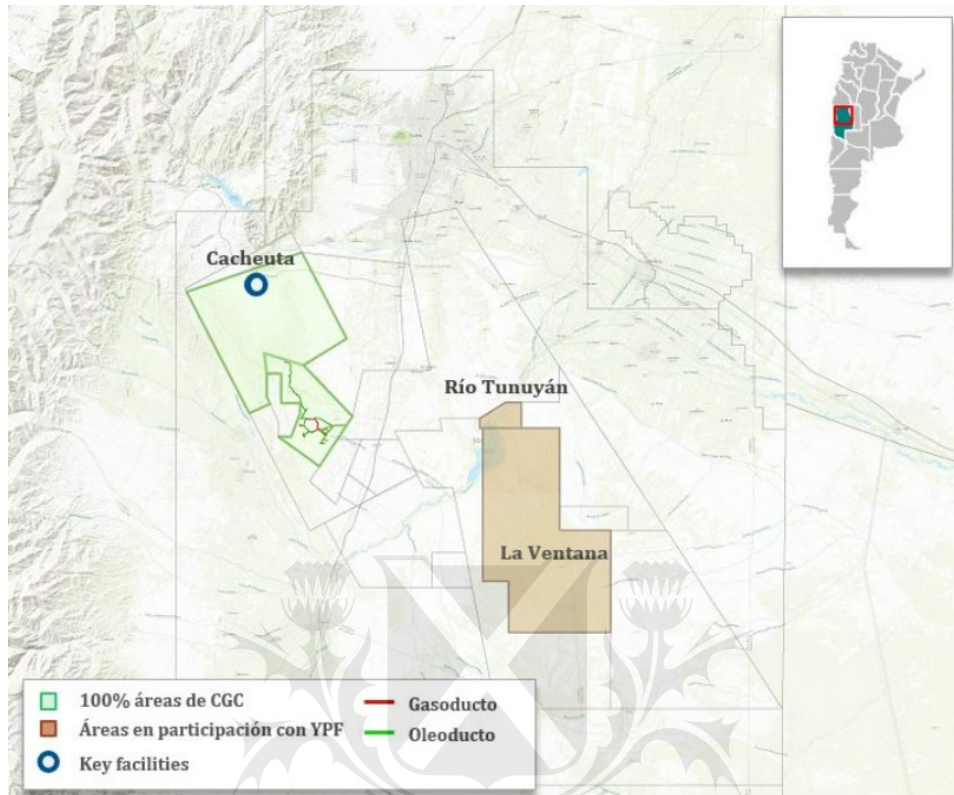 Cacheuta
Río Tunuyán
La Ventana
100% áreas de CGC
Áreas en participación con YPF
Key facilities
Gasoducto
Oleoducto